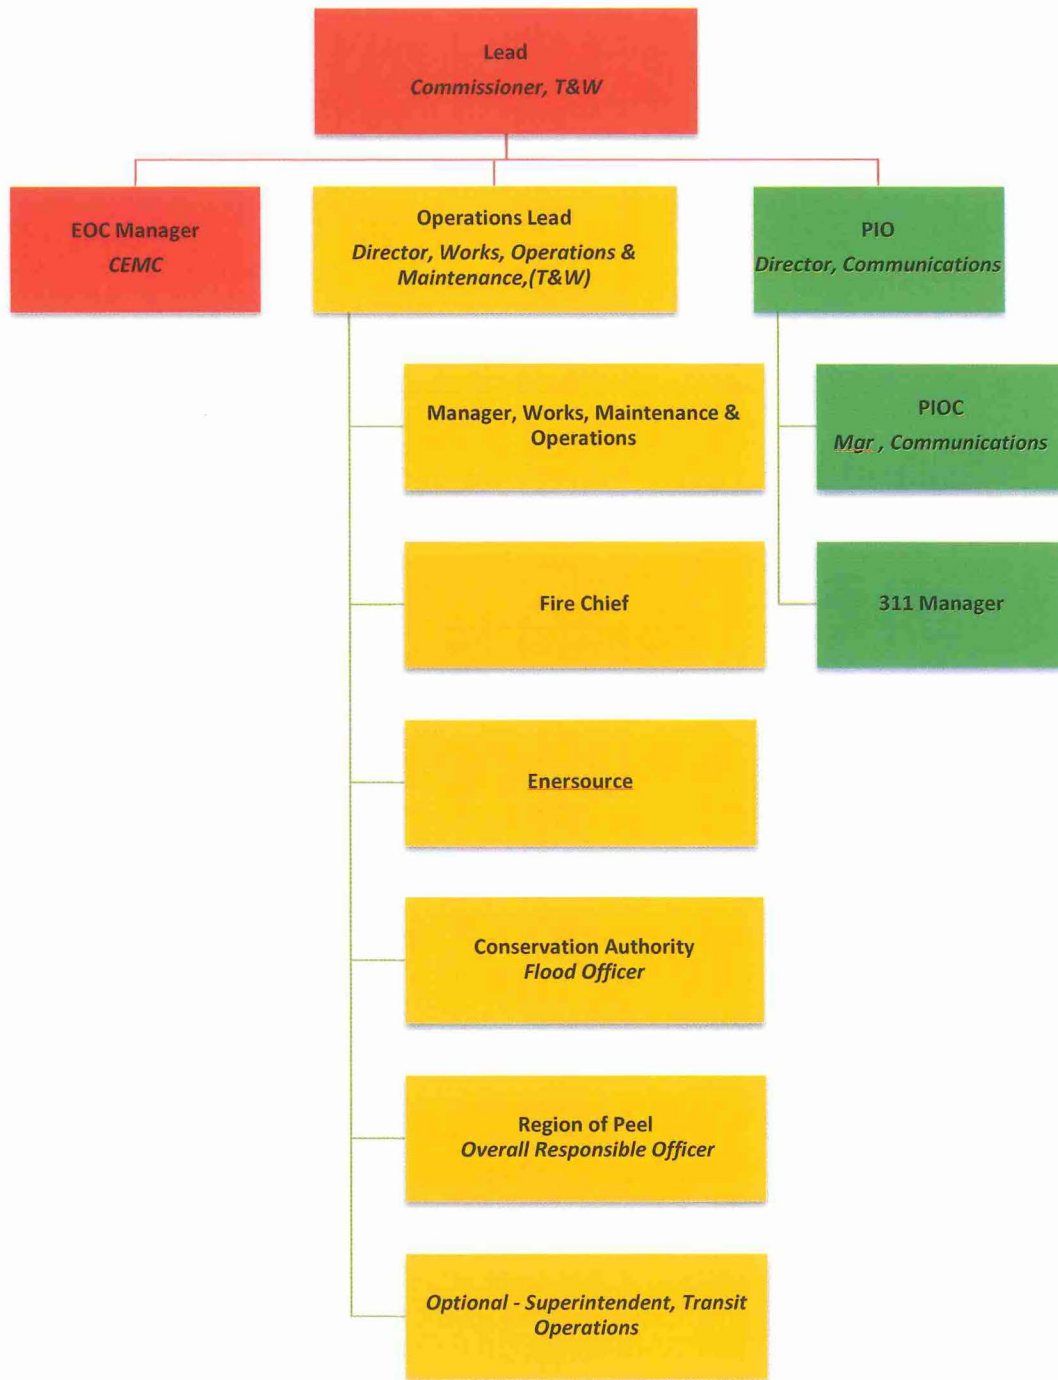 Lead
Commissioner, T&W
EOC Manager
CEMC
Operations Lead
Director, Works, Operations &
Maintenance,(T&W)
PIO
Director, Communications
Manager, Works, Maintenance &
Operations
PIOC
Mgr , Communications
Fire Chief
311 Manager
Enersource
Conservation Authority
Flood Officer
Region of Peel
Overall Responsible Officer
Optional - Superintendent, Transit
Operations